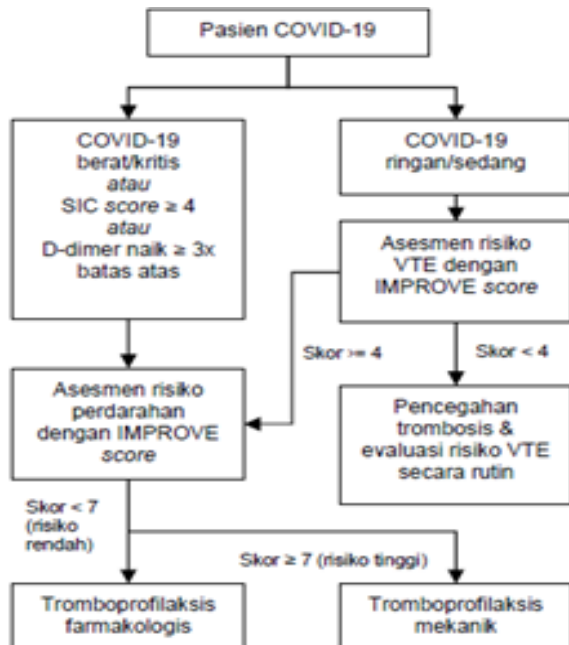 Pasien COVID-19
COVID-19
berat/kritis
atau
SIC score ≥ 4
atau
D-dimer naik ≥ 3x
batas atas
COVID-19
ringan/sedang
Asesmen risiko
VTE dengan
IMPROVE score
Skor >= 4
Skor < 4
Asesmen risiko
perdarahan
dengan IMPROVE
score
Pencegahan
trombosis &
evaluasi risiko VTE
secara rutin
Skor < 7
(risiko
rendah)
Skor ≥ 7 (risiko tinggi)
Tromboprofilaksis
farmakologis
Tromboprofilaksis
mekanik